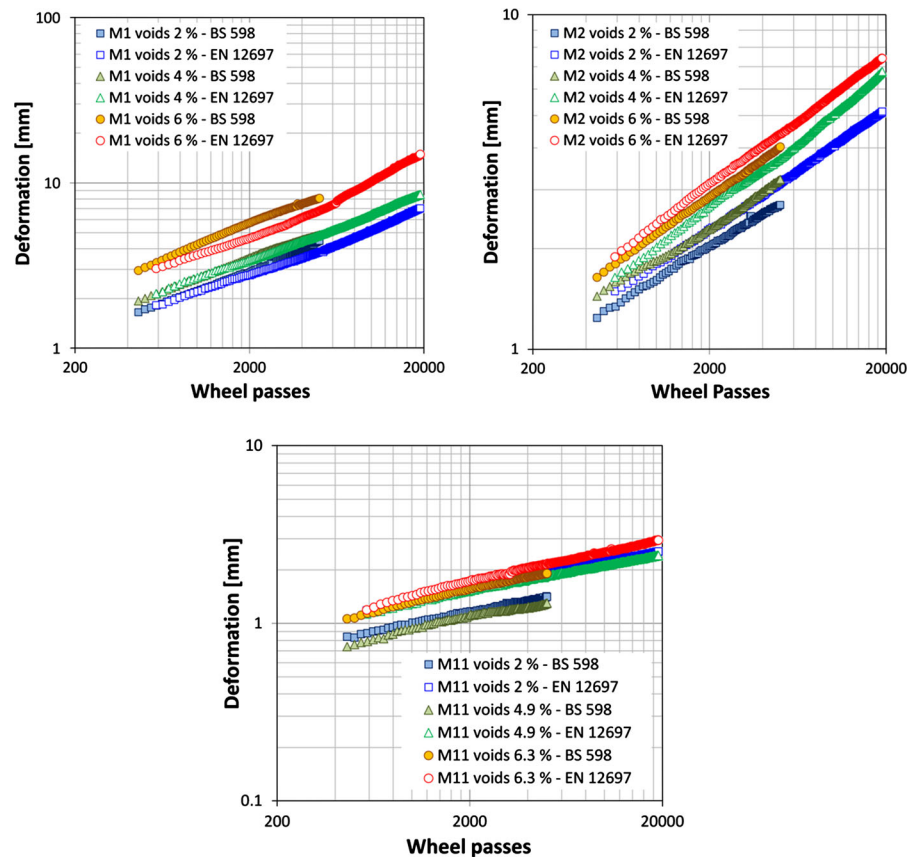 100
10
1
Deformation [mm]
M1 voids 2 % - BS 598
M1 voids 2 % - EN 12697
M1 voids 4 % - BS 598
M1 voids 4 % - EN 12697
M1 voids 6 % - BS 598
M1 voids 6 % - EN 12697
200
2000
20000
Wheel passes
10
1
Deformation [mm]
M2 voids 2 % - BS 598
M2 voids 2 % - EN 12697
M2 voids 4 % - BS 598
M2 voids 4 % - EN 12697
M2 voids 6 % - BS 598
M2 voids 6 % - EN 12697
200
2000
20000
Wheel Passes
10
1
0.1
Deformation [mm]
M11 voids 2 % - BS 598
M11 voids 2 % - EN 12697
M11 voids 4.9 % - BS 598
M11 voids 4.9 % - EN 12697
M11 voids 6.3 % - BS 598
M11 voids 6.3 % - EN 12697
200
2000
20000
Wheel passes